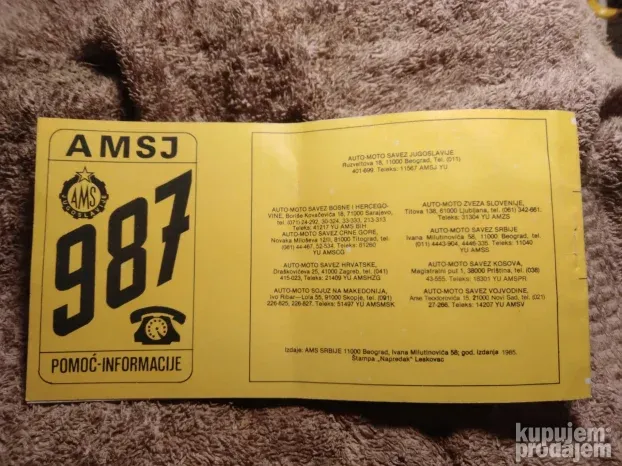 AMSJ
AMS
JUGOSLAVIJA
987
POMOĆ-INFORMACIJE
AUTO-MOTO SAVEZ JUGOSLAVIJE
Ruzveltova 18, 11000 Beograd, Tel. (011)
401-699. Teleks: 11567 AMSJ YU
AUTO-MOTO SAVEZ BOSNE I HERCEGO-
VINE, Boriše Kovačevića 18, 71000 Sarajevo,
tel. (071) 24-292, 30-324, 33-333, 213-313.
Teleks: 41217 YU AMS BIH
AUTO-MOTO SAVEZ CRNE GORE,
Novaka Miloševa 12/II, 81000 Titograd, tel.
(081) 44-467, 52-534, Teleks: 61260
YU AMSCG
AUTO-MOTO SAVEZ HRVATSKE,
Draškovićeva 25, 41000 Zagreb, tel. (041)
415-023, Teleks: 21409 YU AMSHZG
AUTO-MOTO SOJUZ NA MAKEDONIJA,
Ivo Ribar—Lola 55, 91000 Skopje, tel. (091)
226-825, 226-827. Teleks: 51497 YU AMSMSK
AUTO-MOTO ZVEZA SLOVENIJE,
Titova 138, 61000 Ljubljana, tel. (061) 342-661.
Teleks: 31304 YU AMZS
AUTO-MOTO SAVEZ SRBIJE
Ivana Milutinovića 58, 11000 Beograd, tel.
(011) 4443-904, 4446-335. Teleks: 11040
YU AMSS
AUTO-MOTO SAVEZ KOSOVA,
Magistralni put 1, 38000 Priština, tel. (038)
43-555. Teleks: 18301 YU AMSPR
AUTO-MOTO SAVEZ VOJVODINE,
Arse Teodorovića 15, 21000 Novi Sad, tel. (021)
27-266. Teleks: 14207 YU AMSV
Izdaje: AMS SRBIJE 11000 Beograd, Ivana Milutinovića 58; god. izdanja 1985.
Štampa „Napredak" Leskovac
kupujem
prodajem